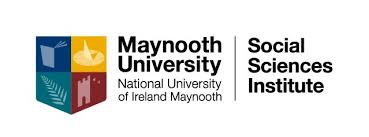 Maynooth
University
National University
of Ireland Maynooth
Social
Sciences
Institute